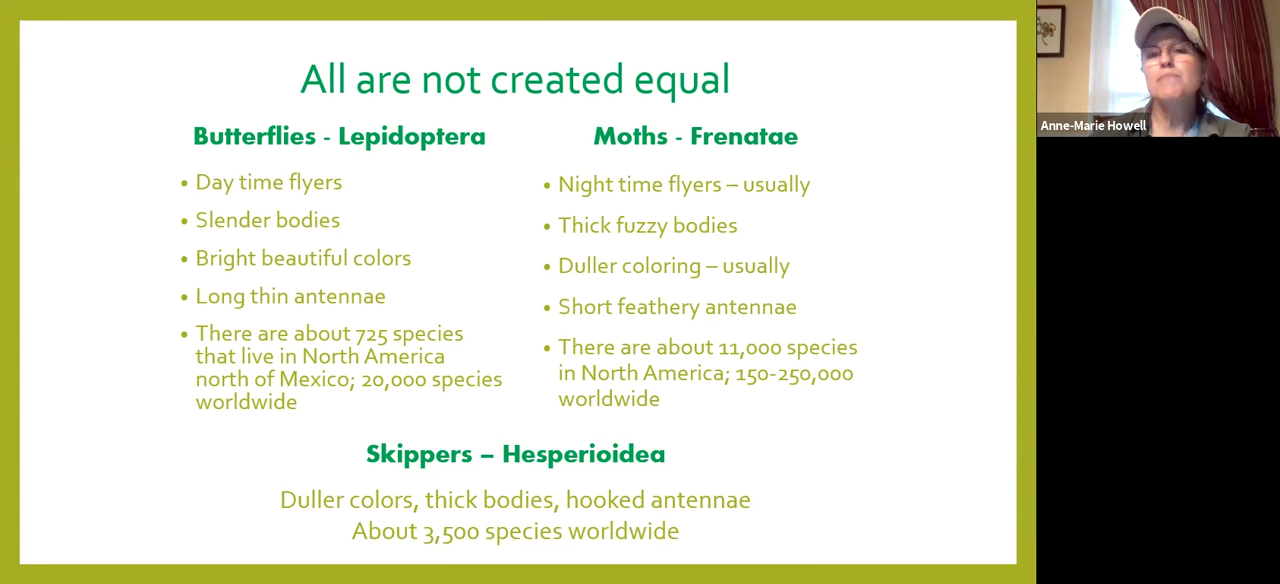 All are not created equal
Butterflies - Lepidoptera
• Day time flyers
• Slender bodies
• Bright beautiful colors
• Long thin antennae
• There are about 725 species
that live in North America
north of Mexico; 20,000 species
worldwide
Moths - Frenatae
• Night time flyers – usually
• Thick fuzzy bodies
• Duller coloring – usually
• Short feathery antennae
• There are about 11,000 species
in North America; 150-250,000
worldwide
Skippers – Hesperioidea
Duller colors, thick bodies, hooked antennae
About 3,500 species worldwide
Anne-Marie Howell